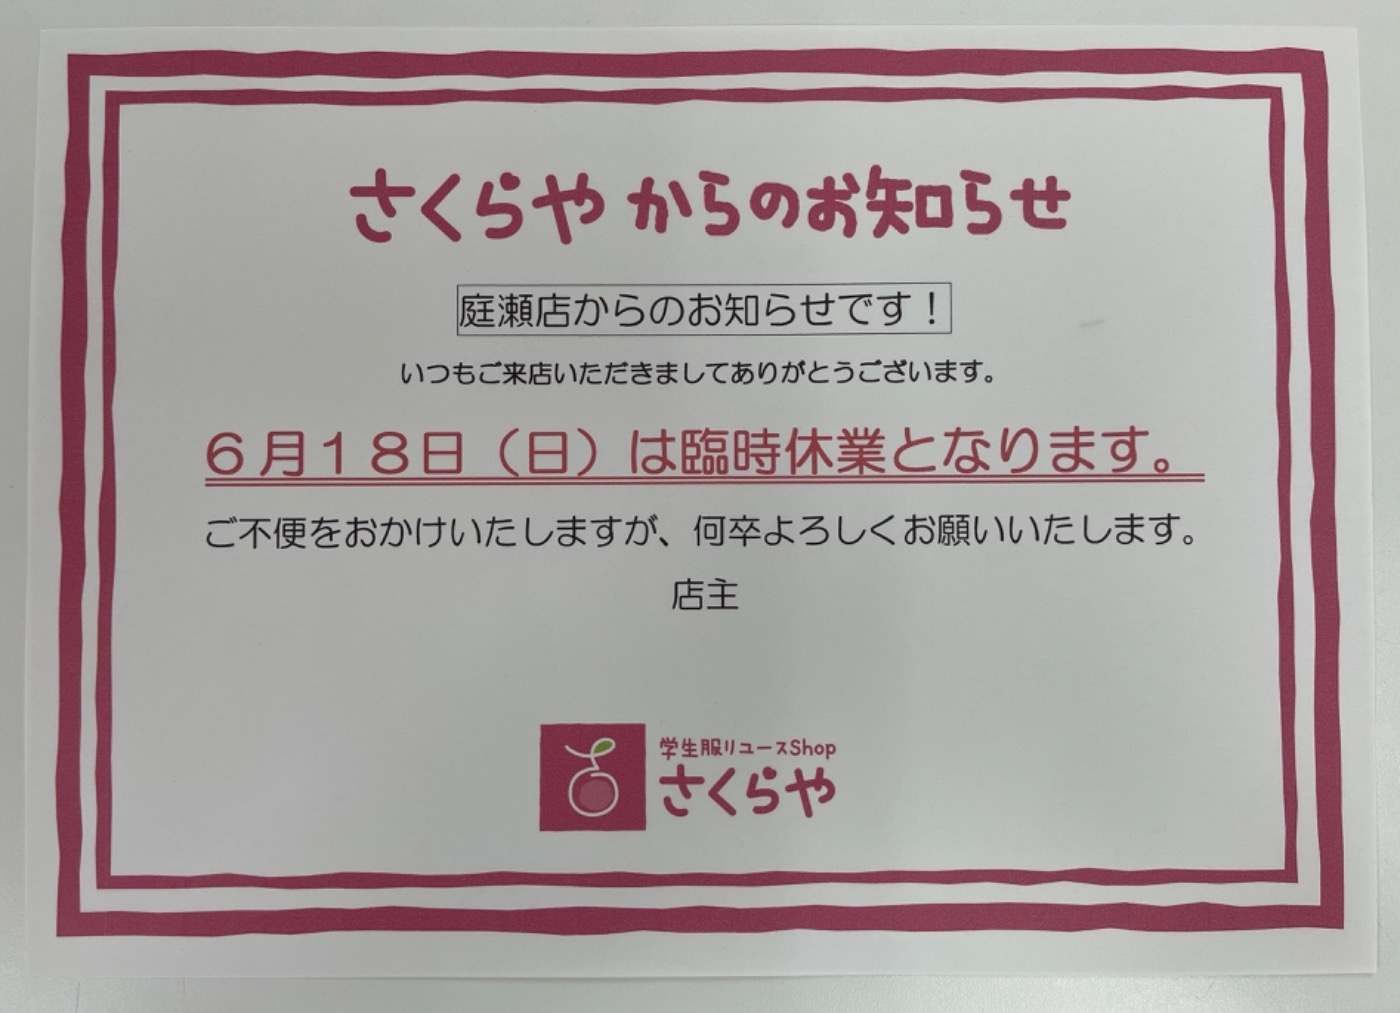 さくらや からのお知らせ
庭瀬店からのお知らせです！
いつもご来店いただきましてありがとうございます。
６月１８日（日）は臨時休業となります。
ご不便をおかけいたしますが、何卒よろしくお願いいたします。
店主
学生服リユースShop
さくらや